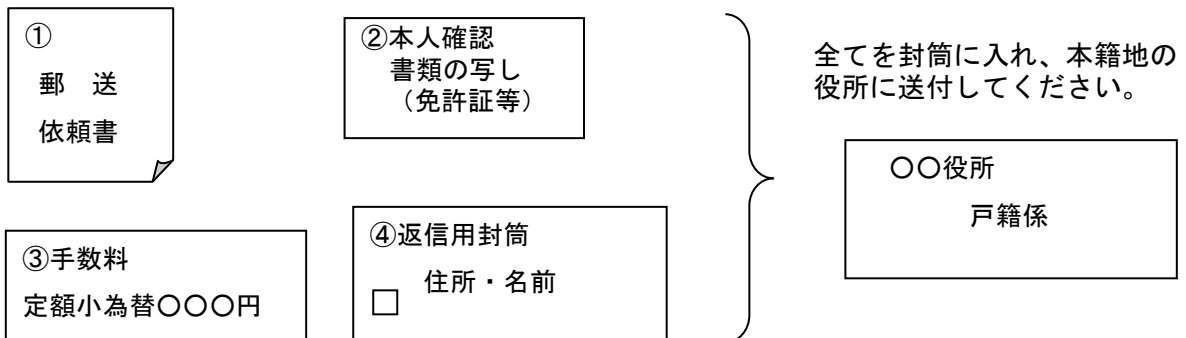 ①
郵　送
依頼書
②本人確認
書類の写し
（免許証等）
③手数料
定額小為替〇〇〇円
④返信用封筒
住所・名前
全てを封筒に入れ、本籍地の
役所に送付してください。
〇〇役所
戸籍係